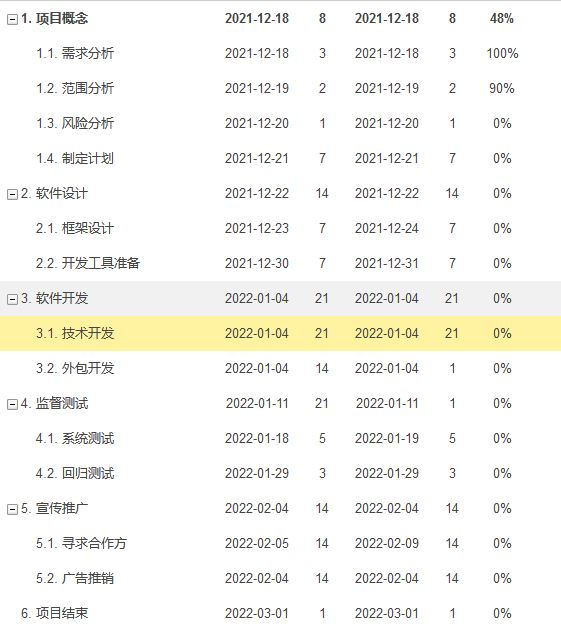 1. 项目概念 2021-12-18 8 2021-12-18 8 48%
1.1. 需求分析 2021-12-18 3 2021-12-18 3 100%
1.2. 范围分析 2021-12-19 2 2021-12-19 2 90%
1.3. 风险分析 2021-12-20 1 2021-12-20 1 0%
1.4. 制定计划 2021-12-21 7 2021-12-21 7 0%
2. 软件设计 2021-12-22 14 2021-12-22 14 0%
2.1. 框架设计 2021-12-23 7 2021-12-24 7 0%
2.2. 开发工具准备 2021-12-30 7 2021-12-31 7 0%
3. 软件开发 2022-01-04 21 2022-01-04 21 0%
3.1. 技术开发 2022-01-04 21 2022-01-04 21 0%
3.2. 外包开发 2022-01-04 14 2022-01-04 1 0%
4. 监督测试 2022-01-11 21 2022-01-11 1 0%
4.1. 系统测试 2022-01-18 5 2022-01-19 5 0%
4.2. 回归测试 2022-01-29 3 2022-01-29 3 0%
5. 宣传推广 2022-02-04 14 2022-02-04 14 0%
5.1. 寻求合作方 2022-02-05 14 2022-02-09 14 0%
5.2. 广告推销 2022-02-04 14 2022-02-04 14 0%
6. 项目结束 2022-03-01 1 2022-03-01 1 0%